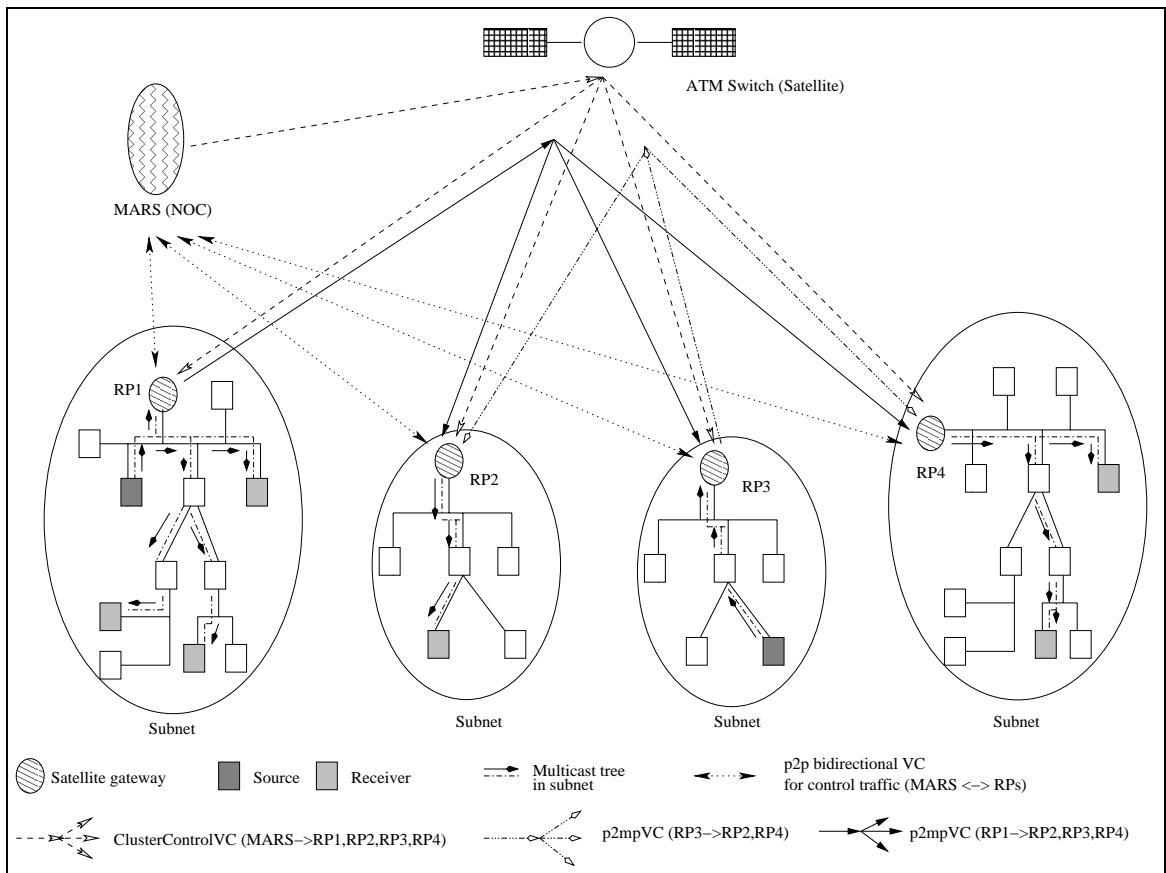 ATM Switch (Satellite)
MARS (NOC)
RP1
RP2
RP3
RP4
Subnet
Subnet
Subnet
Subnet
Satellite gateway
Source
Receiver
Multicast tree
in subnet
p2p bidirectional VC
for control traffic (MARS <−> RPs)
ClusterControlVC (MARS−>RP1,RP2,RP3,RP4)
p2mpVC (RP3−>RP2,RP4)
p2mpVC (RP1−>RP2,RP3,RP4)